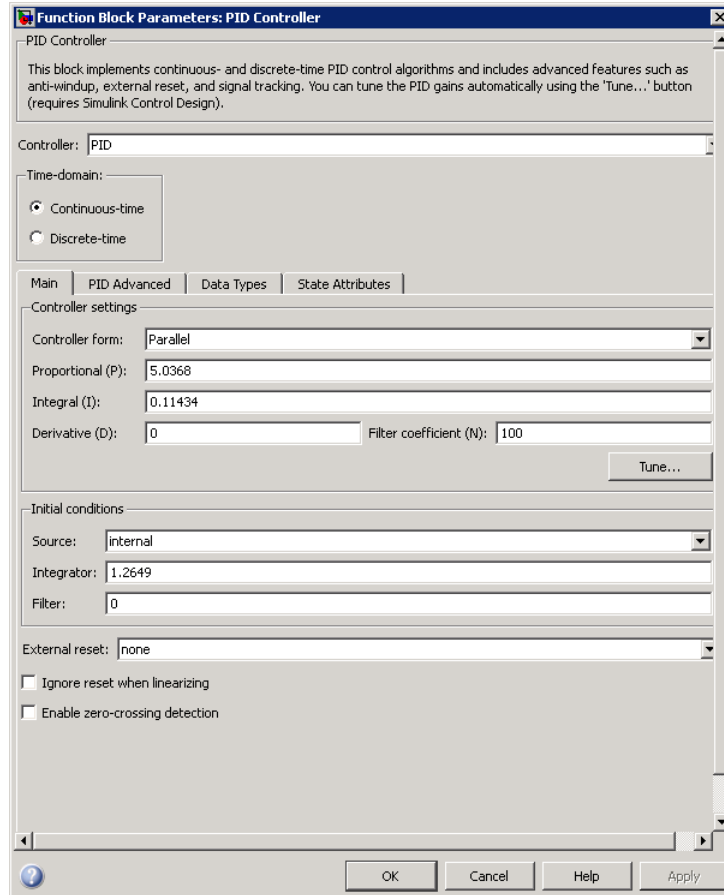 Function Block Parameters: PID Controller
PID Controller
This block implements continuous- and discrete-time PID control algorithms and includes advanced features such as
anti-windup, external reset, and signal tracking. You can tune the PID gains automatically using the 'Tune...' button
(requires Simulink Control Design).
Controller: PID
Time-domain:
Continuous-time
Discrete-time
Main PID Advanced Data Types State Attributes
Controller settings
Controller form: Parallel
Proportional (P): 5.0368
Integral (I): 0.11434
Derivative (D): 0 Filter coefficient (N): 100
Tune...
Initial conditions
Source: internal
Integrator: 1.2649
Filter: 0
External reset: none
Ignore reset when linearizing
Enable zero-crossing detection
OK Cancel Help Apply